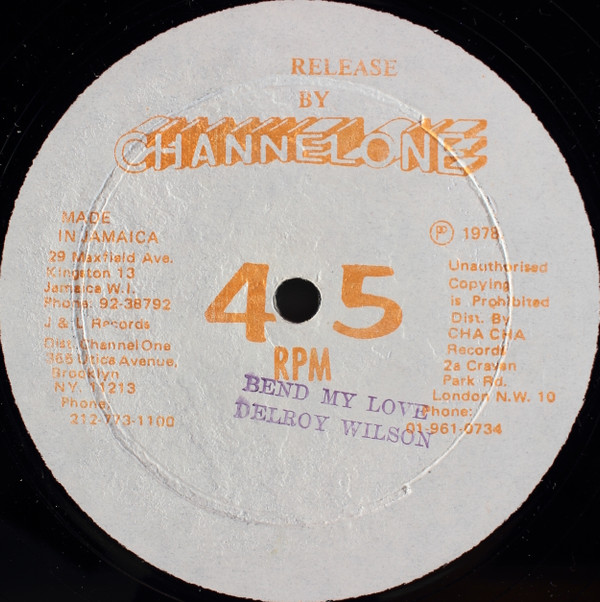 RELEASE
BY
CHANNEL ONE
MADE
IN JAMAICA
29 Maxfield Ave.
Kingston 13
Jamaica W.I.
Phone: 92-38792
J & L Records
Dist. Channel One
366 Utica Avenue,
Brooklyn
NY. 11213
Phone:
212-773-1100
45
RPM
BEND MY LOVE
DELROY WILSON
℗ 1978
Unauthorised
Copying
is Prohibited
Dist. By
CHA CHA
Records
2a Craven
Park Rd.
London N.W. 10
Phone:
01-961-0734